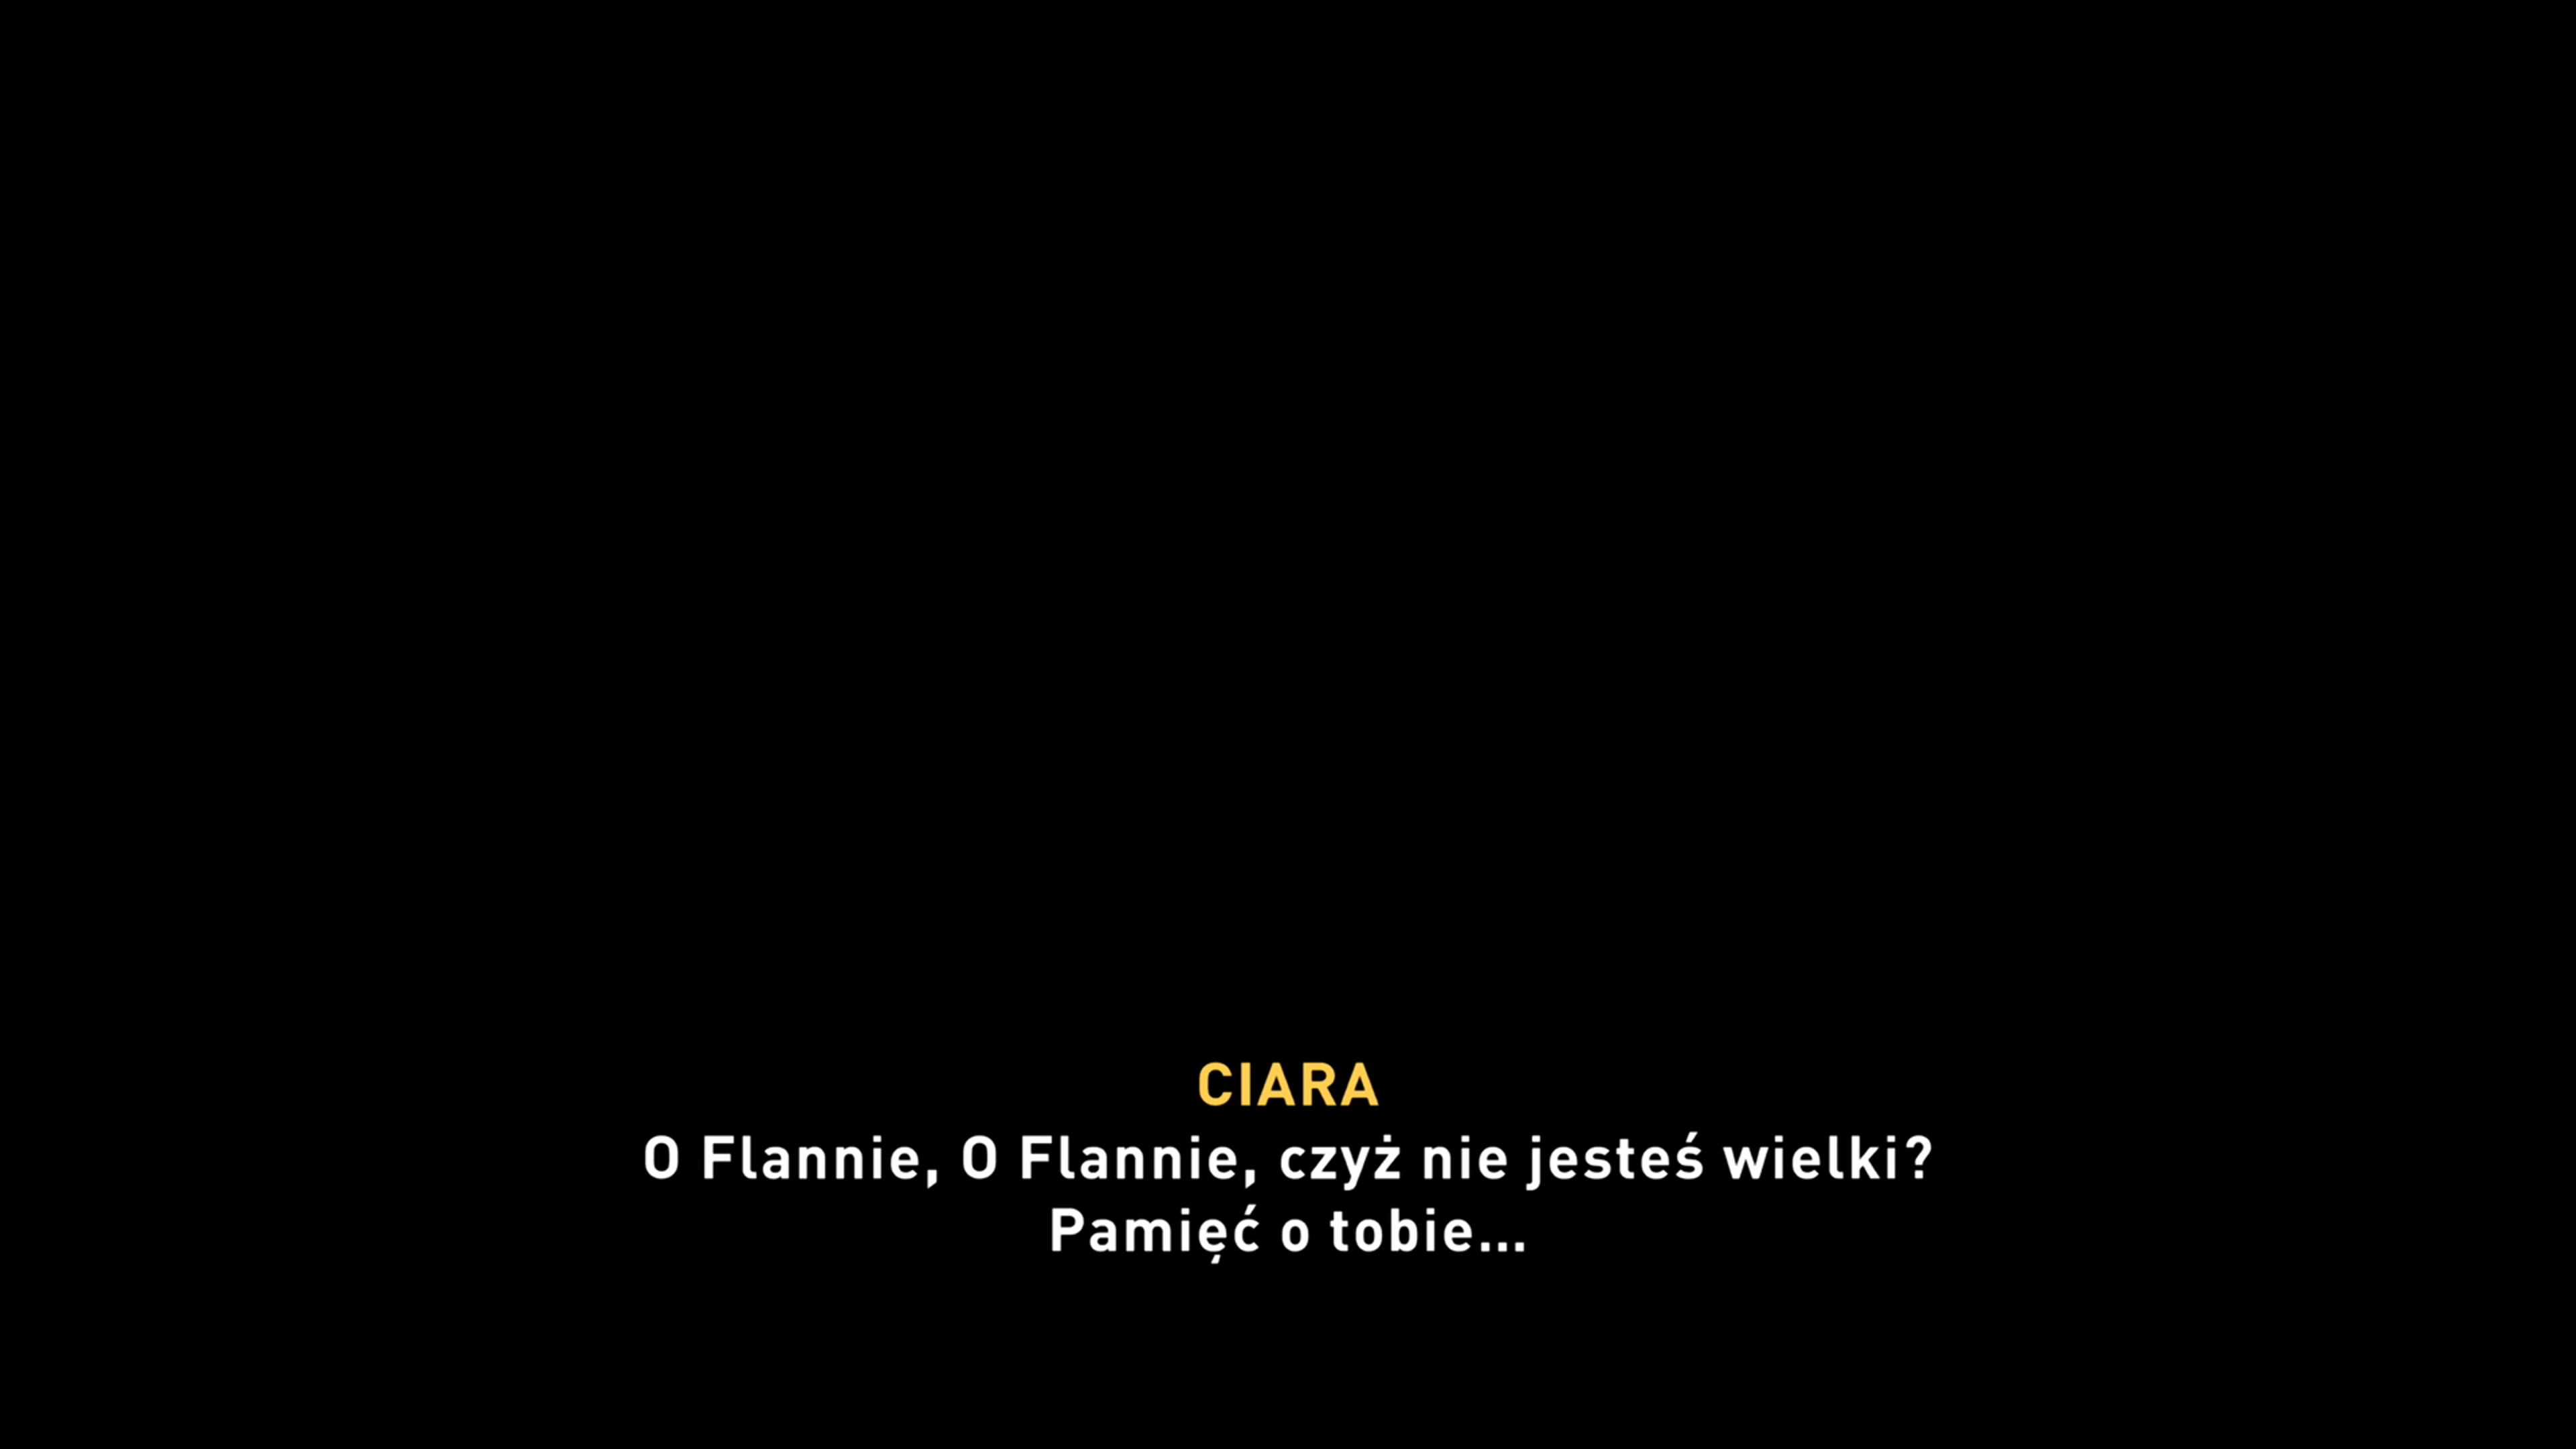 CIARA
O Flannie, O Flannie, czyż nie jesteś wielki?
Pamięć o tobie...